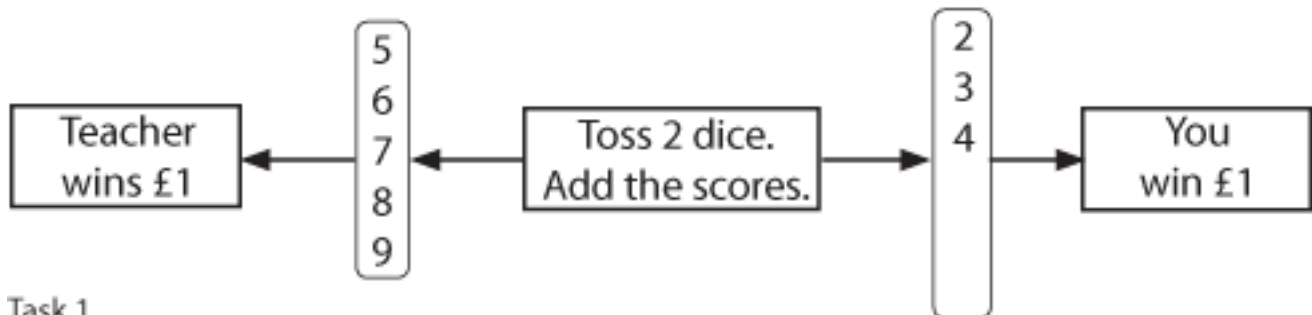 Teacher
wins £1
5
6
7
8
9
Toss 2 dice.
Add the scores.
2
3
4
You
win £1
Task 1